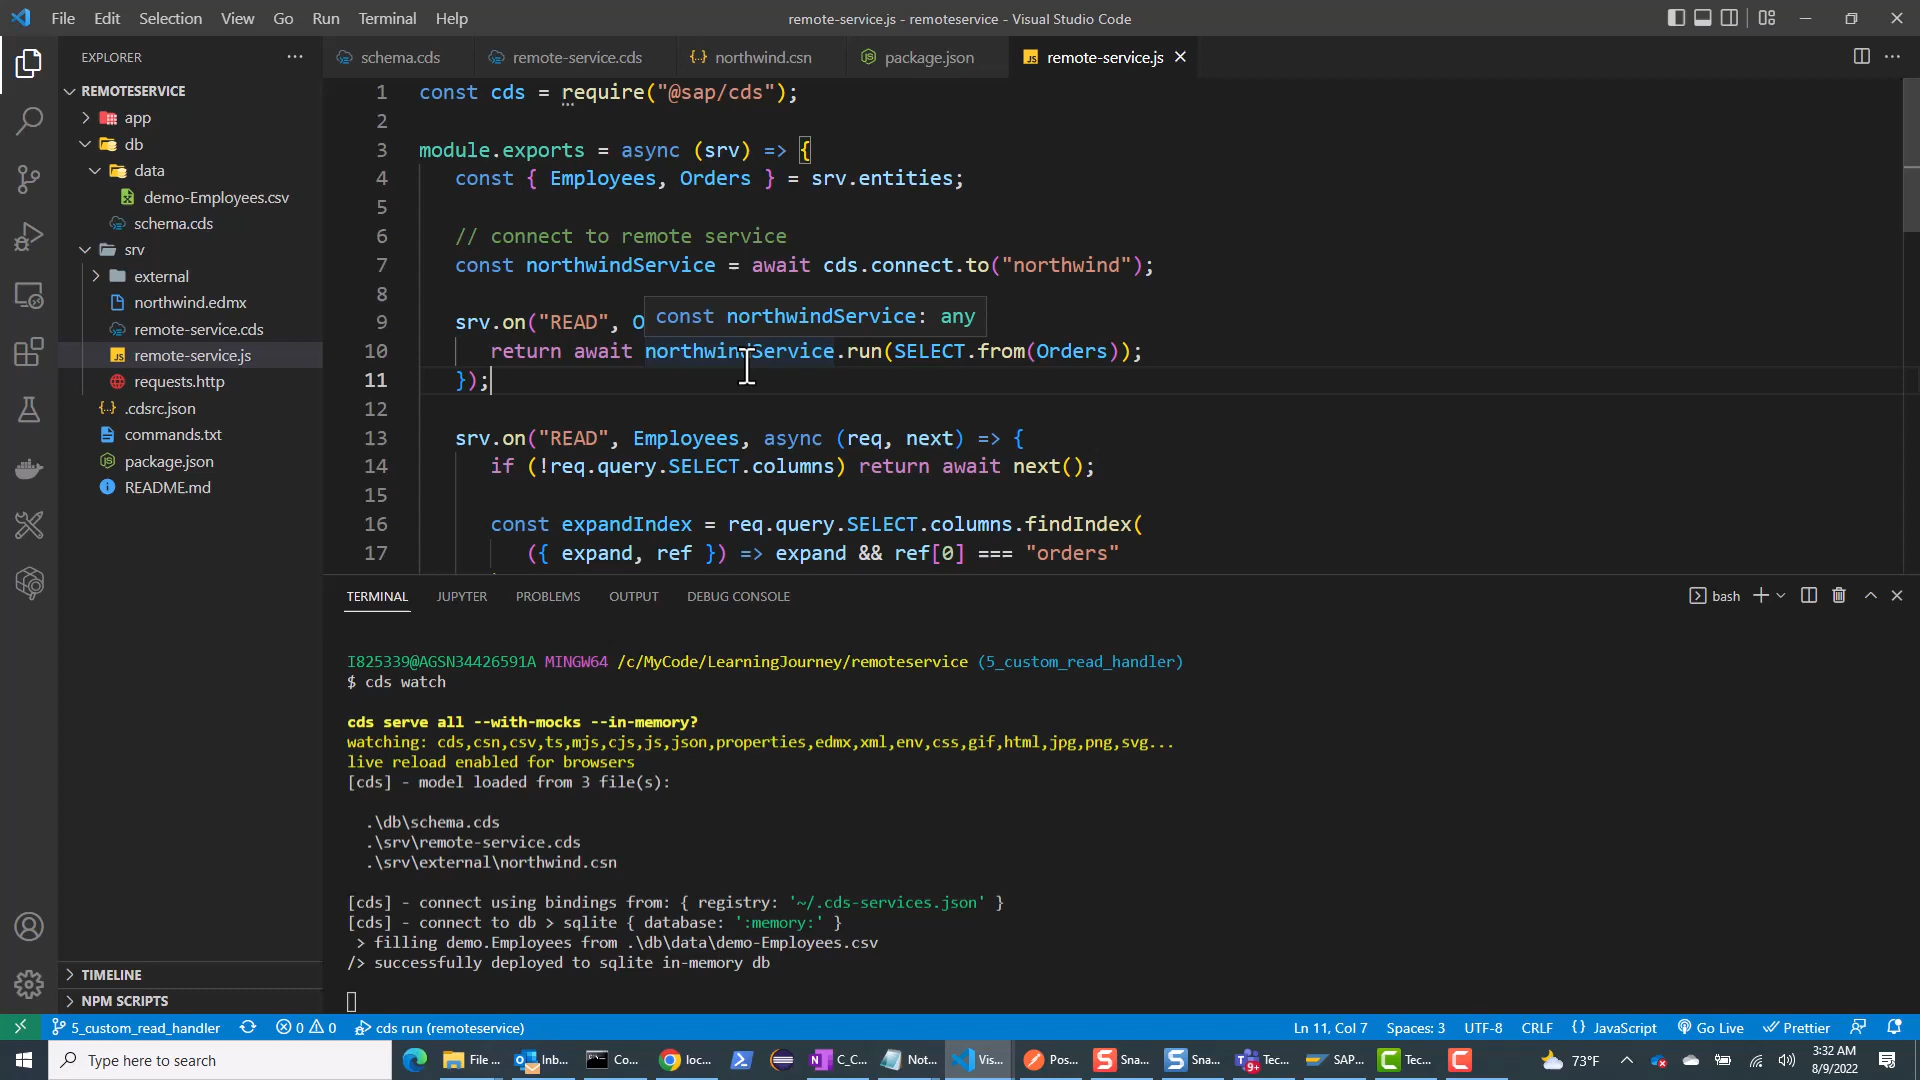 File Edit Selection View Go Run Terminal Help
remote-service.js - remoteservice - Visual Studio Code
EXPLORER
schema.cds
remote-service.cds
northwind.csn
package.json
remote-service.js
REMOTESERVICE
app
db
data
demo-Employees.csv
schema.cds
srv
external
northwind.edmx
remote-service.cds
remote-service.js
requests.http
.cdsrc.json
commands.txt
package.json
README.md
TIMELINE
NPM SCRIPTS
1 const cds = require("@sap/cds");
2
3 module.exports = async (srv) => {
4 const { Employees, Orders } = srv.entities;
5
6 // connect to remote service
7 const northwindService = await cds.connect.to("northwind");
8
9 srv.on("READ", O
const northwindService: any
10 return await northwindService.run(SELECT.from(Orders));
11 });
12
13 srv.on("READ", Employees, async (req, next) => {
14 if (!req.query.SELECT.columns) return await next();
15
16 const expandIndex = req.query.SELECT.columns.findIndex(
17 ({ expand, ref }) => expand && ref[0] === "orders"
TERMINAL JUPYTER PROBLEMS OUTPUT DEBUG CONSOLE
bash
I825339@AGSN34426591A MINGW64 /c/MyCode/LearningJourney/remoteservice (5_custom_read_handler)
$ cds watch
cds serve all --with-mocks --in-memory?
watching: cds,csn,csv,ts,mjs,cjs,js,json,properties,edmx,xml,env,css,gif,html,jpg,png,svg...
live reload enabled for browsers
[cds] - model loaded from 3 file(s):
.\db\schema.cds
.\srv\remote-service.cds
.\srv\external\northwind.csn
[cds] - connect using bindings from: { registry: '~/.cds-services.json' }
[cds] - connect to db > sqlite { database: ':memory:' }
> filling demo.Employees from .\db\data\demo-Employees.csv
/> successfully deployed to sqlite in-memory db
5_custom_read_handler 0 0 cds run (remoteservice)
Ln 11, Col 7 Spaces: 3 UTF-8 CRLF {} JavaScript Go Live Prettier
Type here to search
File ... Inb... Co... loc... C_C... Not... Vis... Pos... Sna... Sna... Tec... SAP... Tec...
9+
73°F
3:32 AM
8/9/2022